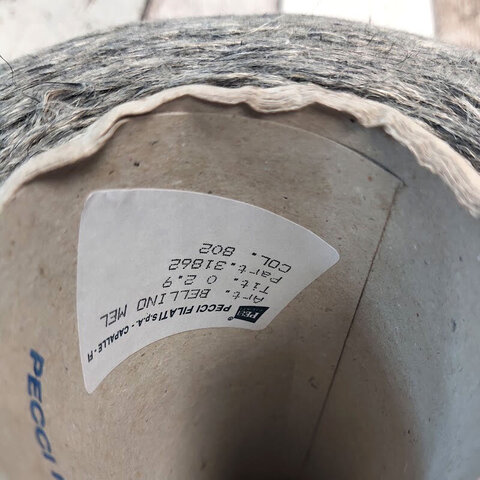 PECCI FILATI S.p.A. - CAPALLE - FI
Art. BELLINO MEL
Tit. 0 2.9
Part.31862
COL. 802
PECCI